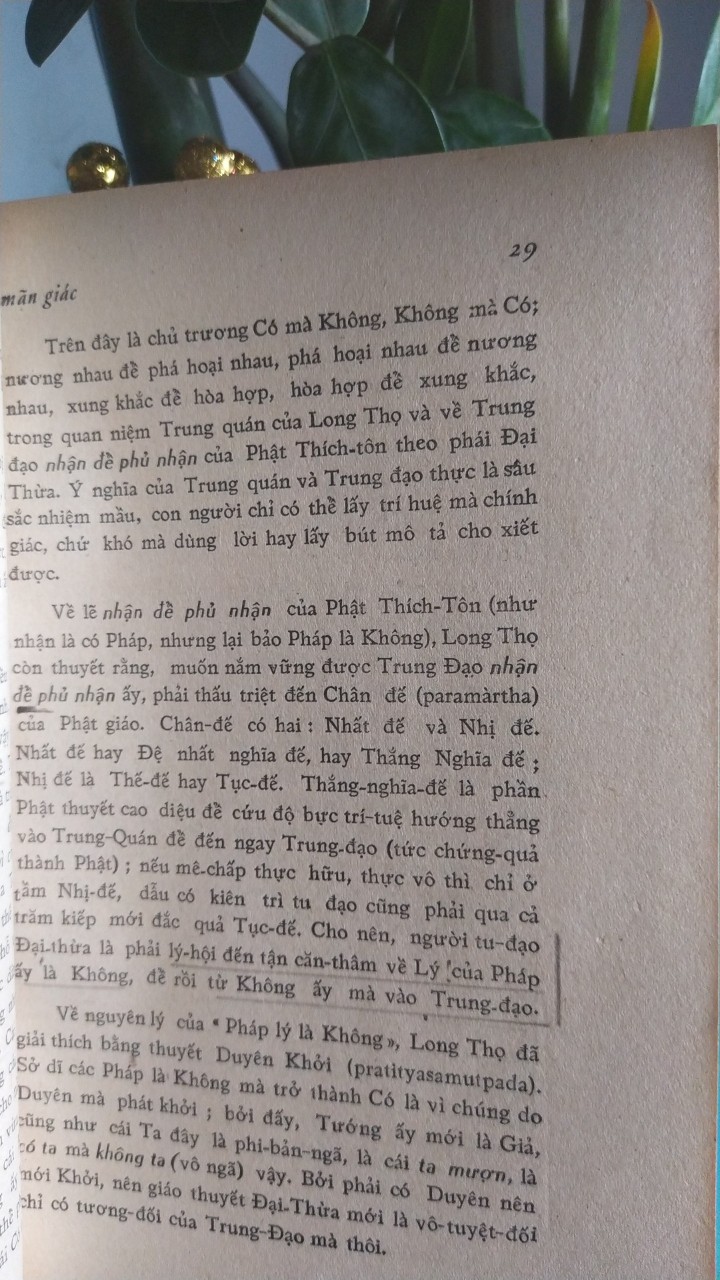 29
mãn giác
Trên đây là chủ trương Có mà Không, Không mà Có;
nương nhau để phá hoại nhau, phá hoại nhau để nương
nhau, xung khắc để hòa hợp, hòa hợp để xung khắc,
trong quan niệm Trung quán của Long Thọ và về Trung
đạo nhận để phủ nhận của Phật Thích-tôn theo phái Đại
Thừa. Ý nghĩa của Trung quán và Trung đạo thực là sâu
sắc nhiệm mầu, con người chỉ có thể lấy trí huệ mà chính
giác, chứ khó mà dùng lời hay lấy bút mô tả cho xiết
được.
Về lẽ nhận để phủ nhận của Phật Thích-Tôn (như
nhận là có Pháp, nhưng lại bảo Pháp là Không), Long Thọ
còn thuyết rằng, muốn nắm vững được Trung Đạo nhận
để phủ nhận ấy, phải thấu triệt đến Chân đế (paramàrtha)
của Phật giáo. Chân-đế có hai : Nhất đế và Nhị đế.
Nhất đế hay Đệ nhất nghĩa đế, hay Thắng Nghĩa đế ;
Nhị đế là Thế-đế hay Tục-đế. Thắng-nghĩa-đế là phần
Phật thuyết cao diệu để cứu độ bực trí-tuệ hướng thẳng
vào Trung-Quán để đến ngay Trung-đạo (tức chứng-quả
thành Phật) ; nếu mê-chấp thực hữu, thực vô thì chỉ ở
tầm Nhị-đế, dẫu có kiên trì tu đạo cũng phải qua cả
trăm kiếp mới đắc quả Tục-đế. Cho nên, người tu-đạo
Đại-thừa là phải lý-hội đến tận căn-thâm về Lý của Pháp
ấy là Không, để rồi từ Không ấy mà vào Trung-đạo.
Về nguyên lý của « Pháp lý là Không», Long Thọ đã
giải thích bằng thuyết Duyên Khởi (pratìtyasamutpada).
Sở dĩ các Pháp là Không mà trở thành Có là vì chúng do
Duyên mà phát khởi ; bởi đấy, Tướng ấy mới là Giả,
cũng như cái Ta đây là phi-bản-ngã, là cái ta mượn, là
có ta mà không ta (vô ngã) vậy. Bởi phải có Duyên nên
mới Khởi, nên giáo thuyết Đại-Thừa mới là vô-tuyệt-đối
chỉ có tương-đối của Trung-Đạo mà thôi.